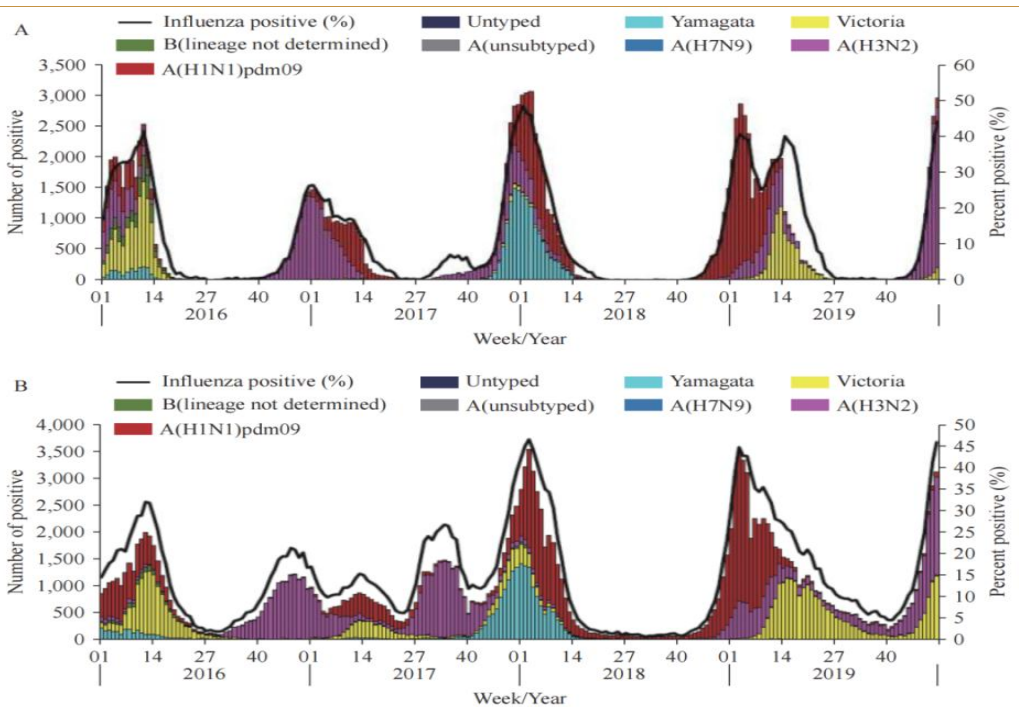 A
Influenza positive (%) Untyped Yamagata Victoria
B(lineage not determined) A(unsubtyped) A(H7N9) A(H3N2)
A(H1N1)pdm09
Number of positive
3,500
3,000
2,500
2,000
1,500
1,000
500
0
60
50
40
30
20
10
0
Percent positive (%)
01 14 27 40 01 14 27 40 01 14 27 40 01 14 27 40
2016 2017 2018 2019
Week/Year
B
Influenza positive (%) Untyped Yamagata Victoria
B(lineage not determined) A(unsubtyped) A(H7N9) A(H3N2)
A(H1N1)pdm09
Number of positive
4,000
3,500
3,000
2,500
2,000
1,500
1,000
500
0
50
45
40
35
30
25
20
15
10
5
0
Percent positive (%)
01 14 27 40 01 14 27 40 01 14 27 40 01 14 27 40
2016 2017 2018 2019
Week/Year